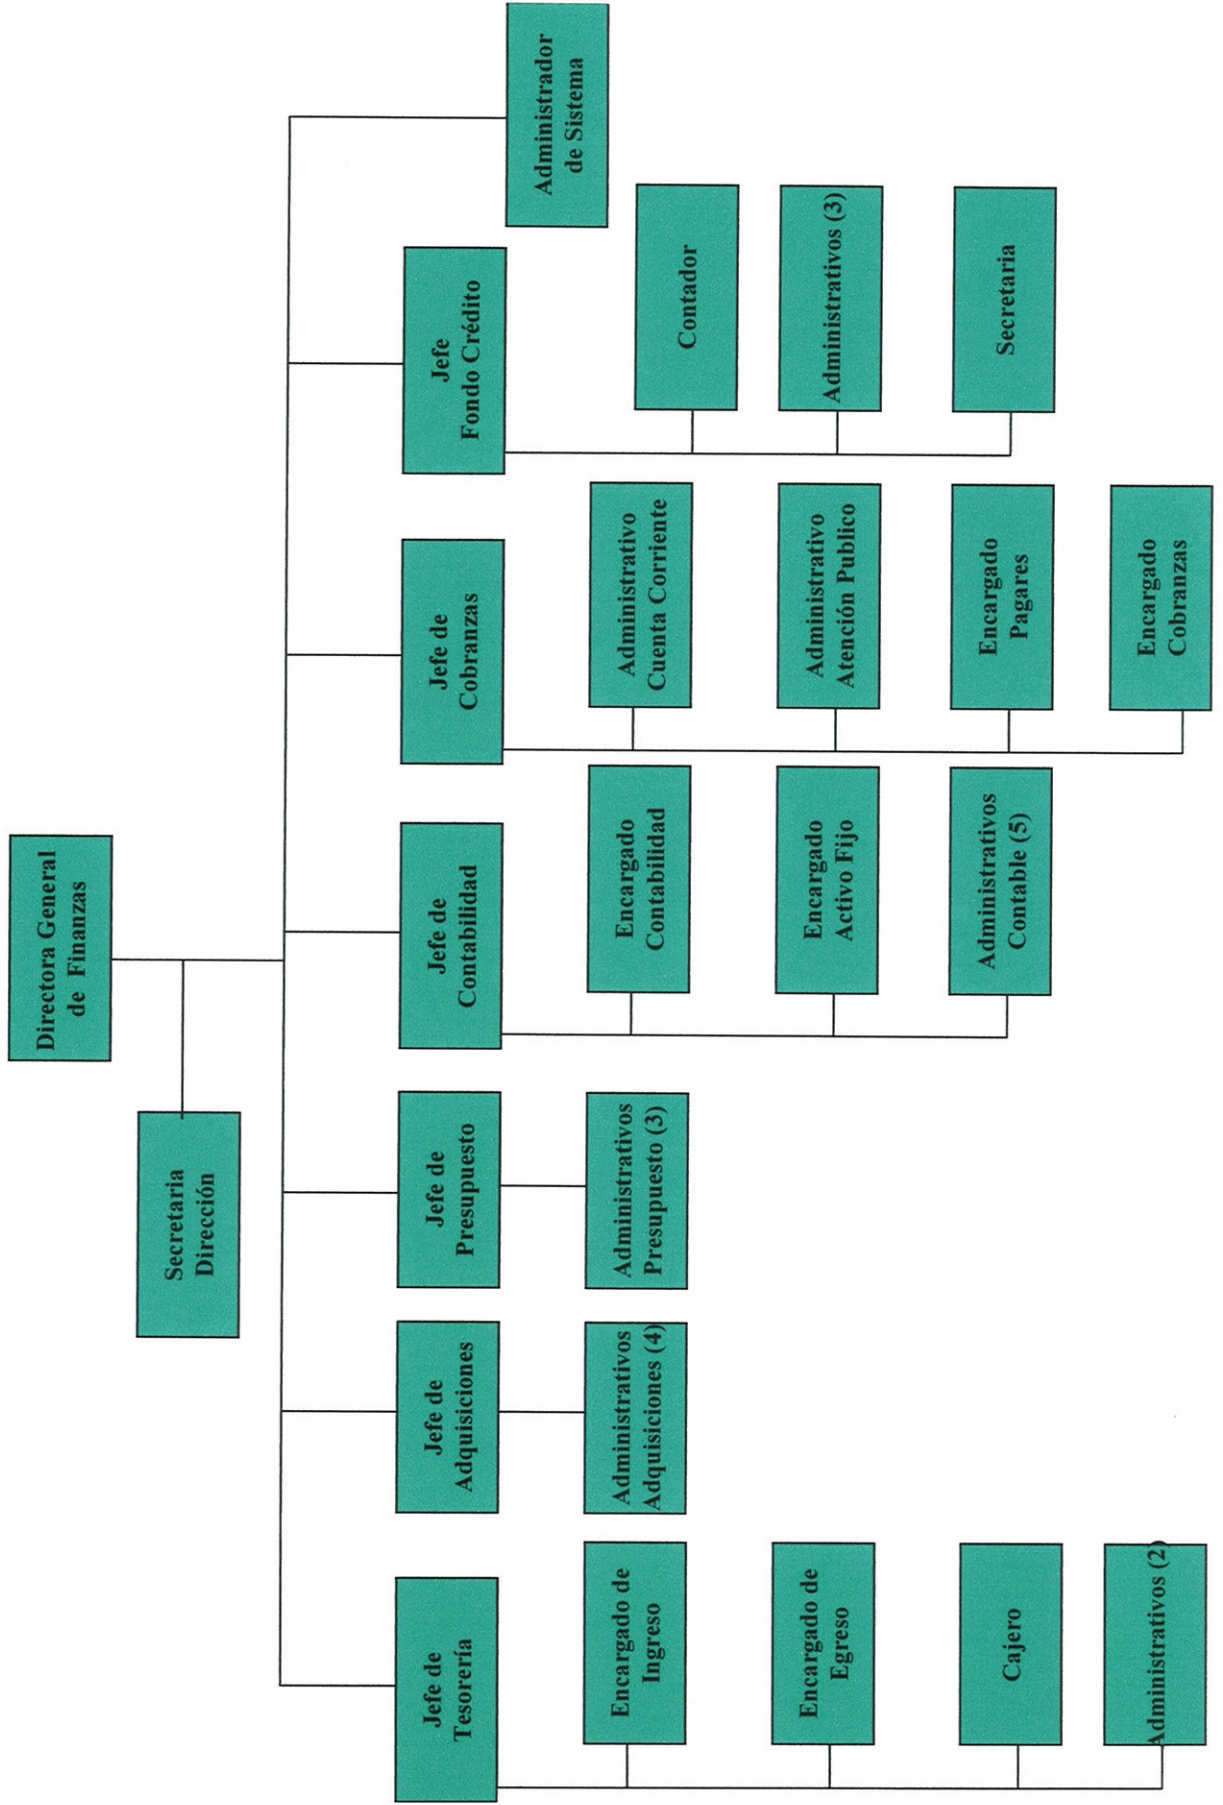 Directora General
de Finanzas
Secretaria
Dirección
Jefe de
Tesorería
Encargado de
Ingreso
Encargado de
Egreso
Cajero
Administrativos (2)
Jefe de
Adquisiciones
Administrativos
Adquisiciones (4)
Jefe de
Presupuesto
Administrativos
Presupuesto (3)
Jefe de
Contabilidad
Encargado
Contabilidad
Encargado
Activo Fijo
Administrativos
Contable (5)
Jefe de
Cobranzas
Administrativo
Cuenta Corriente
Administrativo
Atención Publico
Encargado
Pagares
Encargado
Cobranzas
Jefe
Fondo Crédito
Contador
Administrativos (3)
Secretaria
Administrador
de Sistema